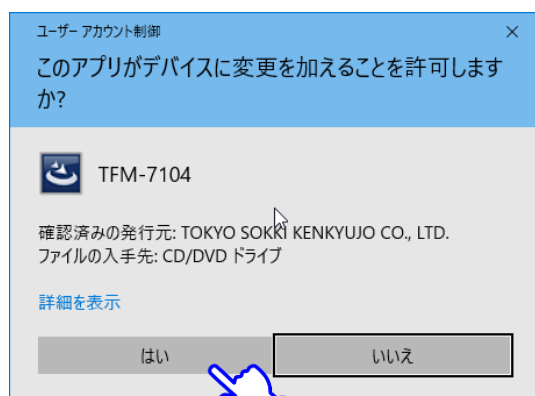 ユーザー アカウント制御
このアプリがデバイスに変更を加えることを許可します
か?
TFM-7104
確認済みの発行元: TOKYO SOKKI KENKYUJO CO., LTD.
ファイルの入手先: CD/DVD ドライブ
詳細を表示
はい
いいえ